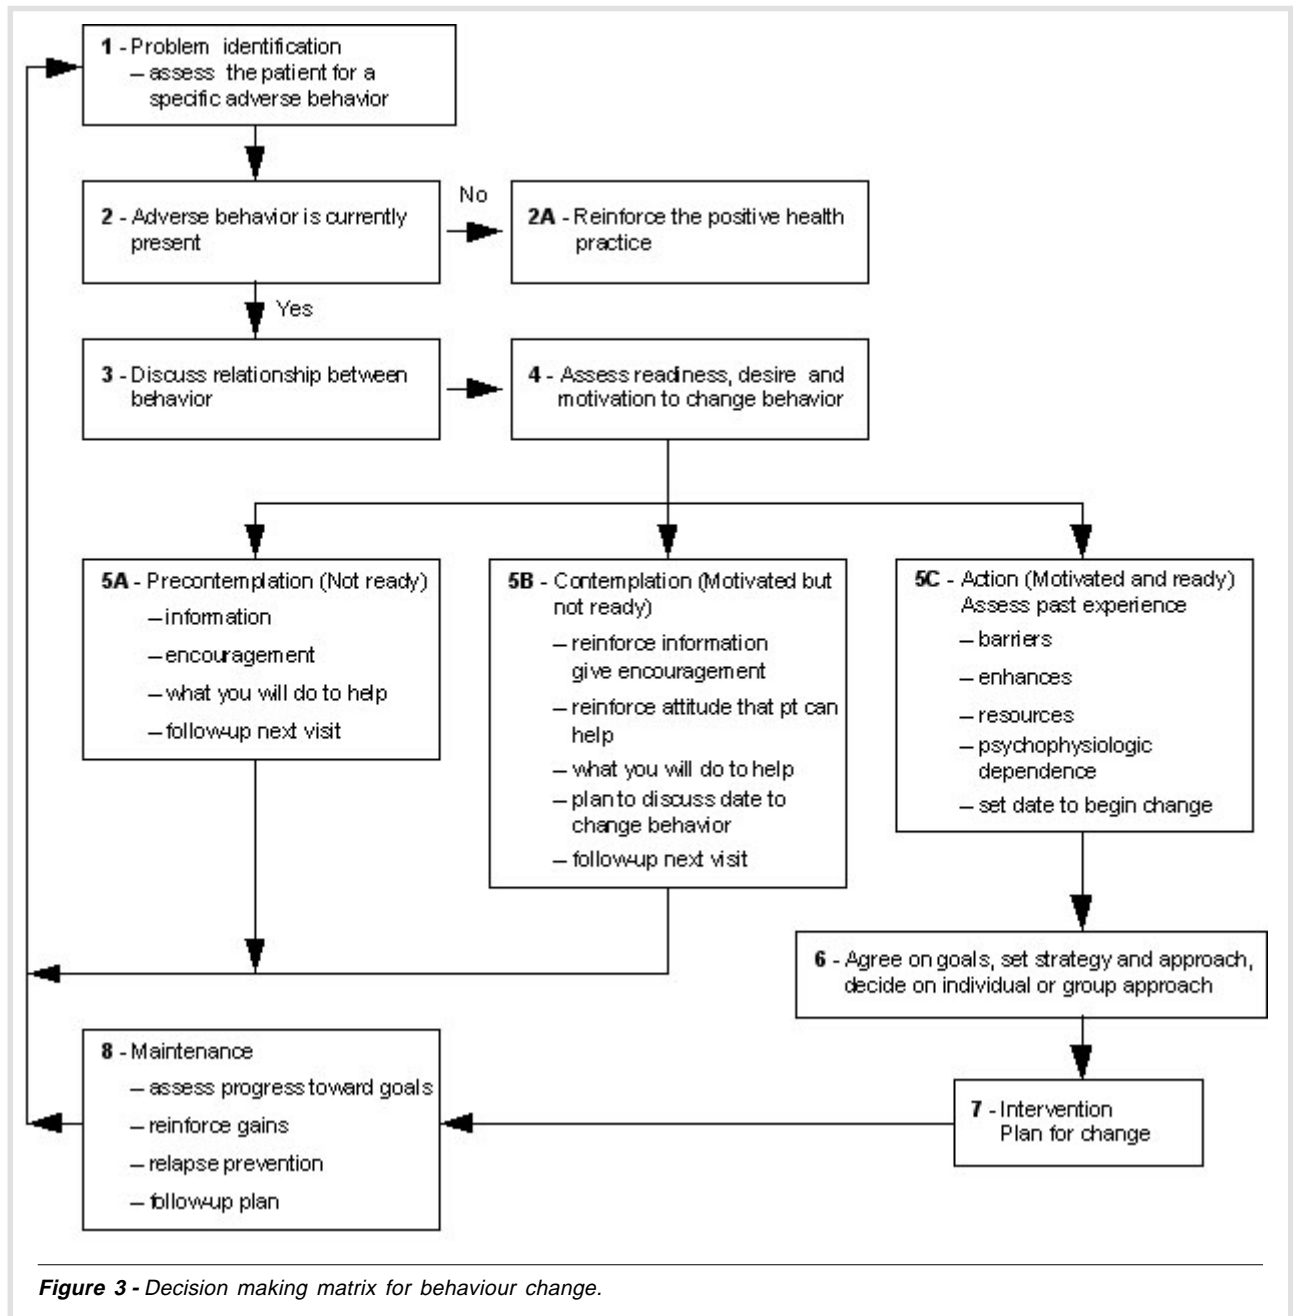 1 - Problem identification
– assess the patient for a
specific adverse behavior
2 - Adverse behavior is currently
present
No
2A - Reinforce the positive health
practice
Yes
3 - Discuss relationship between
behavior
4 - Assess readiness, desire and
motivation to change behavior
5A - Precontemplation (Not ready)
– information
– encouragement
– what you will do to help
– follow-up next visit
5B - Contemplation (Motivated but
not ready)
– reinforce information
give encouragement
– reinforce attitude that pt can
help
– what you will do to help
– plan to discuss date to
change behavior
– follow-up next visit
5C - Action (Motivated and ready)
Assess past experience
– barriers
– enhances
– resources
– psychophysiologic
dependence
– set date to begin change
6 - Agree on goals, set strategy and approach,
decide on individual or group approach
7 - Intervention
Plan for change
8 - Maintenance
– assess progress toward goals
– reinforce gains
– relapse prevention
– follow-up plan
Figure 3 - Decision making matrix for behaviour change.